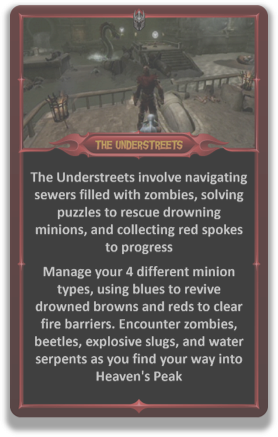 THE UNDERSTREETS
The Understreets involve navigating
sewers filled with zombies, solving
puzzles to rescue drowning
minions, and collecting red spokes
to progress
Manage your 4 different minion
types, using blues to revive
drowned browns and reds to clear
fire barriers. Encounter zombies,
beetles, explosive slugs, and water
serpents as you find your way into
Heaven's Peak